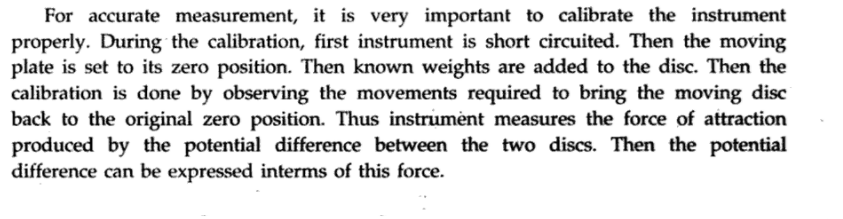 For accurate measurement, it is very important to calibrate the instrument
properly. During the calibration, first instrument is short circuited. Then the moving
plate is set to its zero position. Then known weights are added to the disc. Then the
calibration is done by observing the movements required to bring the moving disc
back to the original zero position. Thus instrument measures the force of attraction
produced by the potential difference between the two discs. Then the potential
difference can be expressed interms of this force.